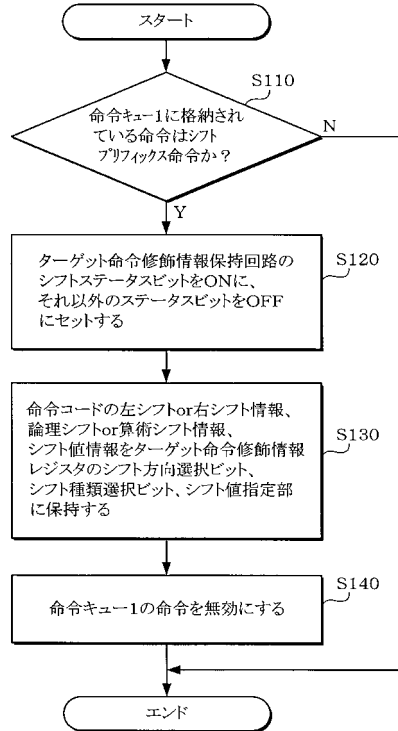 スタート
S110
命令キュー1に格納され
ている命令はシフト
プリフィックス命令か?
N
Y
S120
ターゲット命令修飾情報保持回路の
シフトステータスビットをONに、
それ以外のステータスビットをOFF
にセットする
S130
命令コードの左シフトor右シフト情報、
論理シフトor算術シフト情報、
シフト値情報をターゲット命令修飾情報
レジスタのシフト方向選択ビット、
シフト種類選択ビット、シフト値指定部
に保持する
S140
命令キュー1の命令を無効にする
エンド